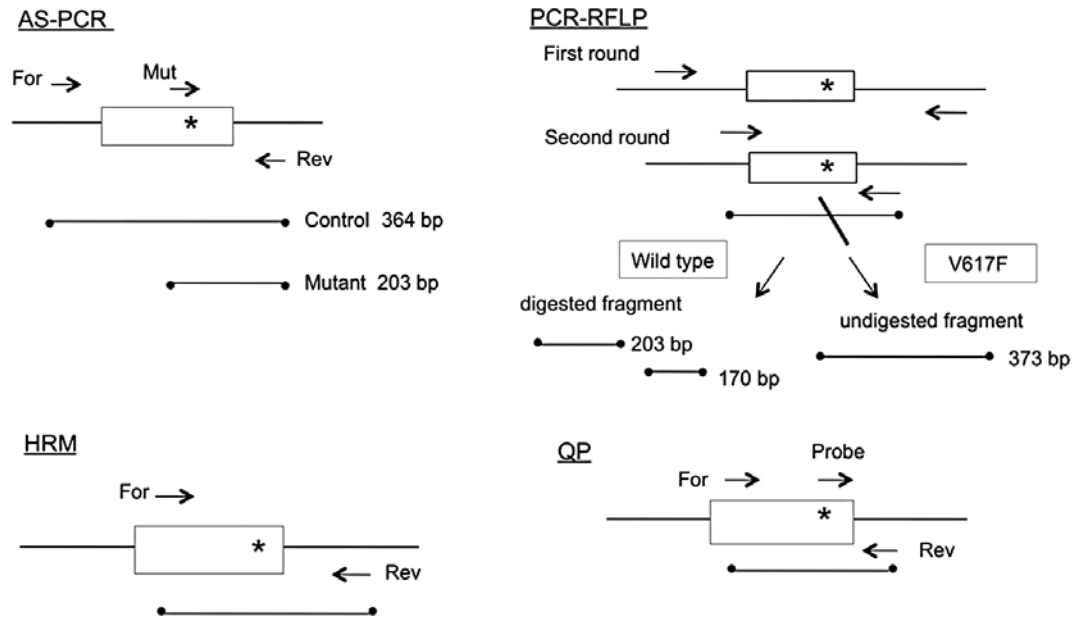 AS-PCR
For
Mut
*
Rev
Control 364 bp
Mutant 203 bp
PCR-RFLP
First round
*
Second round
*
Wild type
V617F
digested fragment
203 bp
170 bp
undigested fragment
373 bp
HRM
For
*
Rev
QP
For
Probe
*
Rev